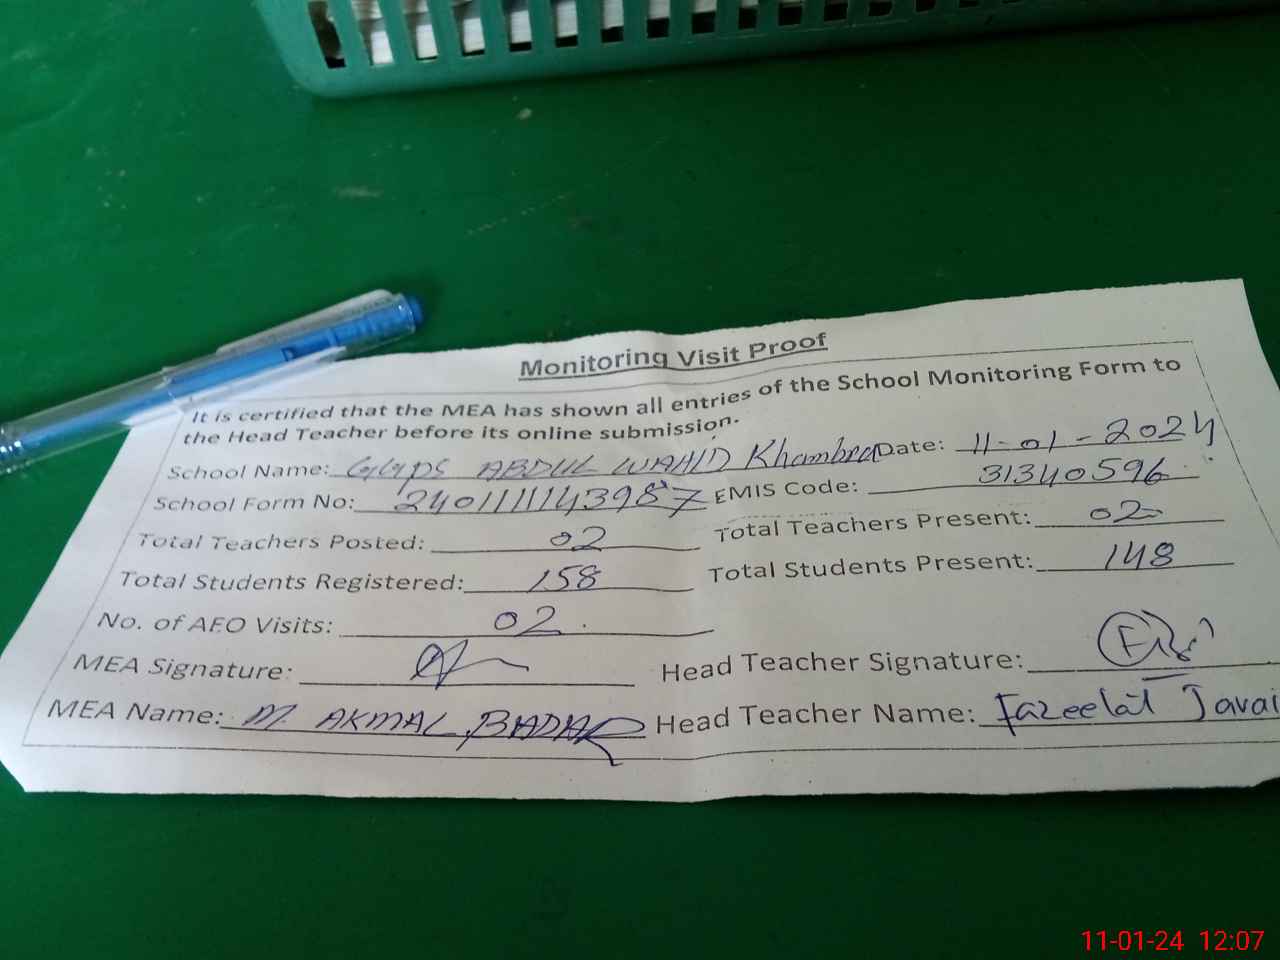 Monitoring Visit Proof
It is certified that the MEA has shown all entries of the School Monitoring Form to
the Head Teacher before its online submission.
School Name: GGPS ABDUL WAHID Khambra Date: 11-01-2024
School Form No: 2401111143987 EMIS Code: 31340596
Total Teachers Posted: 02 Total Teachers Present: 02
Total Students Registered: 158 Total Students Present: 148
No. of AEO Visits: 02
MEA Signature: Head Teacher Signature:
MEA Name: M. AKMAL BADAR Head Teacher Name: Fazeelat Javai
11-01-24 12:07